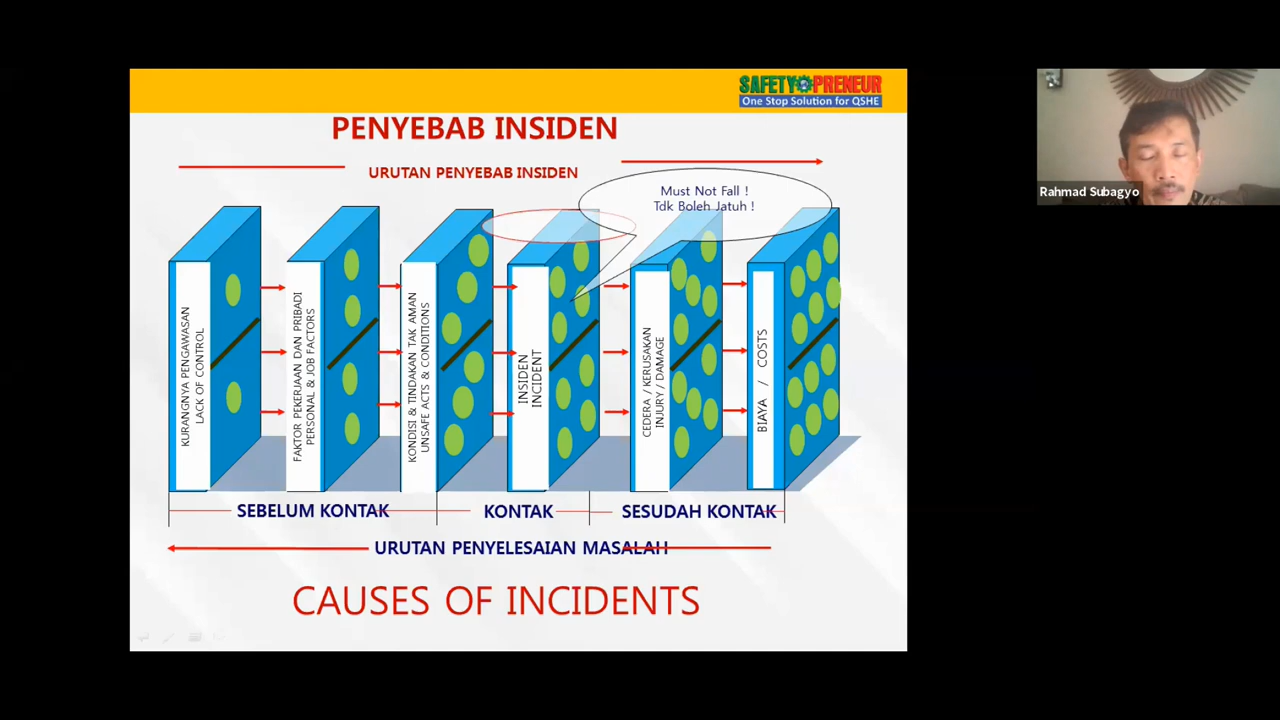 SAFETYPRENEUR
One Stop Solution for QSHE
PENYEBAB INSIDEN
URUTAN PENYEBAB INSIDEN
Must Not Fall !
Tdk Boleh Jatuh !
Rahmad Subagyo
KURANGNYA PENGAWASAN
LACK OF CONTROL
FAKTOR PEKERJAAN DAN PRIBADI
PERSONAL & JOB FACTORS
KONDISI & TINDAKAN TAK AMAN
UNSAFE ACTS & CONDITIONS
INSIDEN
INCIDENT
CEDERA / KERUSAKAN
INJURY / DAMAGE
BIAYA / COSTS
SEBELUM KONTAK
KONTAK
SESUDAH KONTAK
URUTAN PENYELESAIAN MASALAH
CAUSES OF INCIDENTS